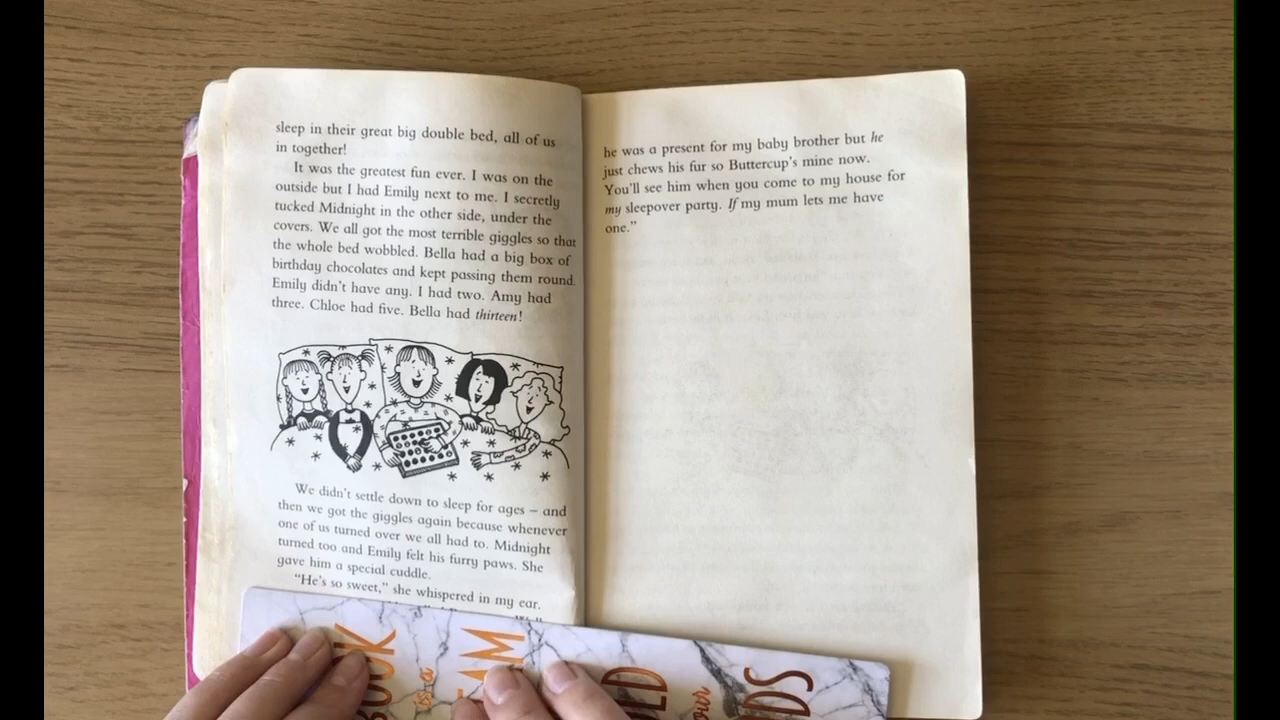 sleep in their great big double bed, all of us
in together!
It was the greatest fun ever. I was on the
outside but I had Emily next to me. I secretly
tucked Midnight in the other side, under the
covers. We all got the most terrible giggles so that
the whole bed wobbled. Bella had a big box of
birthday chocolates and kept passing them round.
Emily didn't have any. I had two. Amy had
three. Chloe had five. Bella had thirteen!
We didn't settle down to sleep for ages – and
then we got the giggles again because whenever
one of us turned over we all had to. Midnight
turned too and Emily felt his furry paws. She
gave him a special cuddle.
"He's so sweet," she whispered in my ear.
he was a present for my baby brother but he
just chews his fur so Buttercup's mine now.
You'll see him when you come to my house for
my sleepover party. If my mum lets me have
one."
BOOK
is a